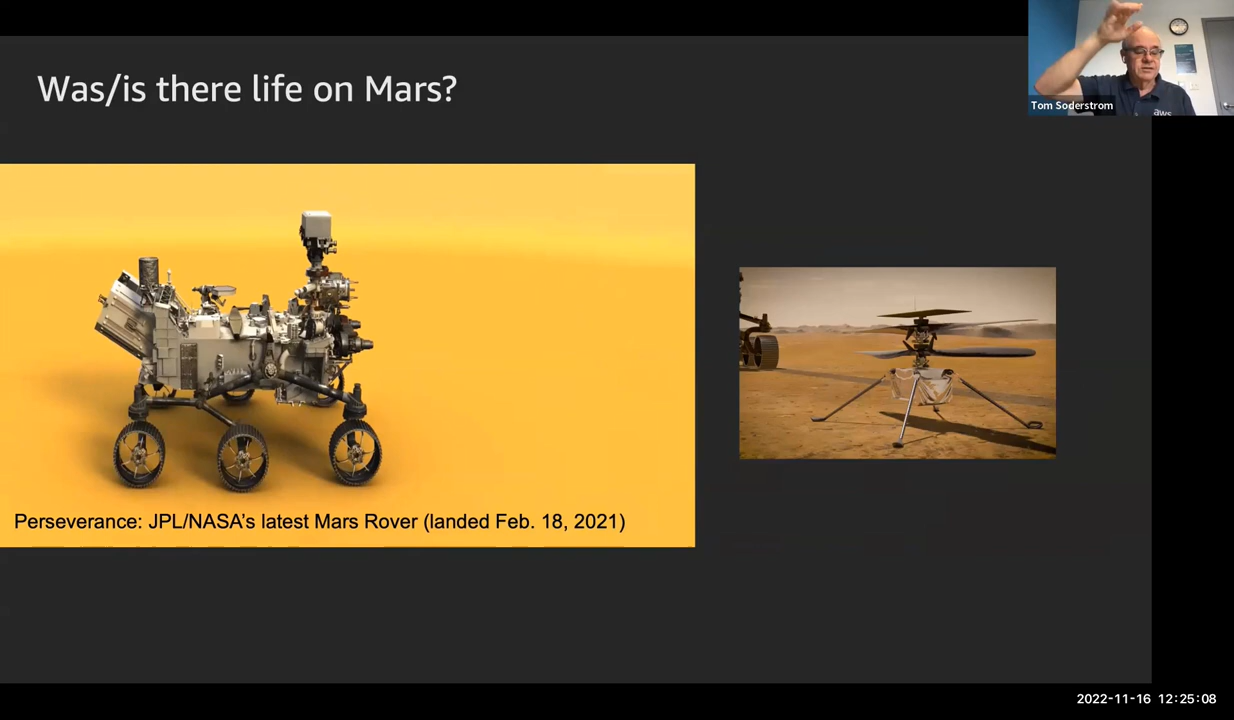 Was/is there life on Mars?
Tom Soderstrom
aws
Perseverance: JPL/NASA's latest Mars Rover (landed Feb. 18, 2021)
2022-11-16 12:25:08